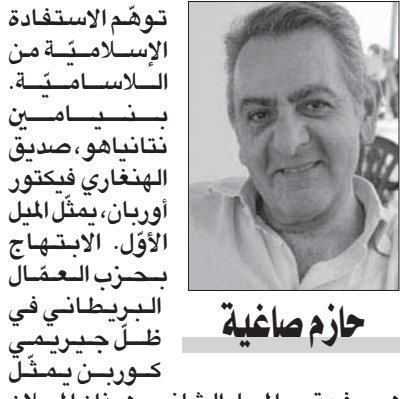 توهّم الاستفادة
الإسلاميّة من
اللاساميّة.
بنيامين
نتانياهو، صديق
الهنغاري فيكتور
أوربان، يمثّل الميل
الأوّل. الابتهاج
بحزب العمّال
البريطاني في
ظلّ جيريمي
كوربن يمثّل
حازم صاغية